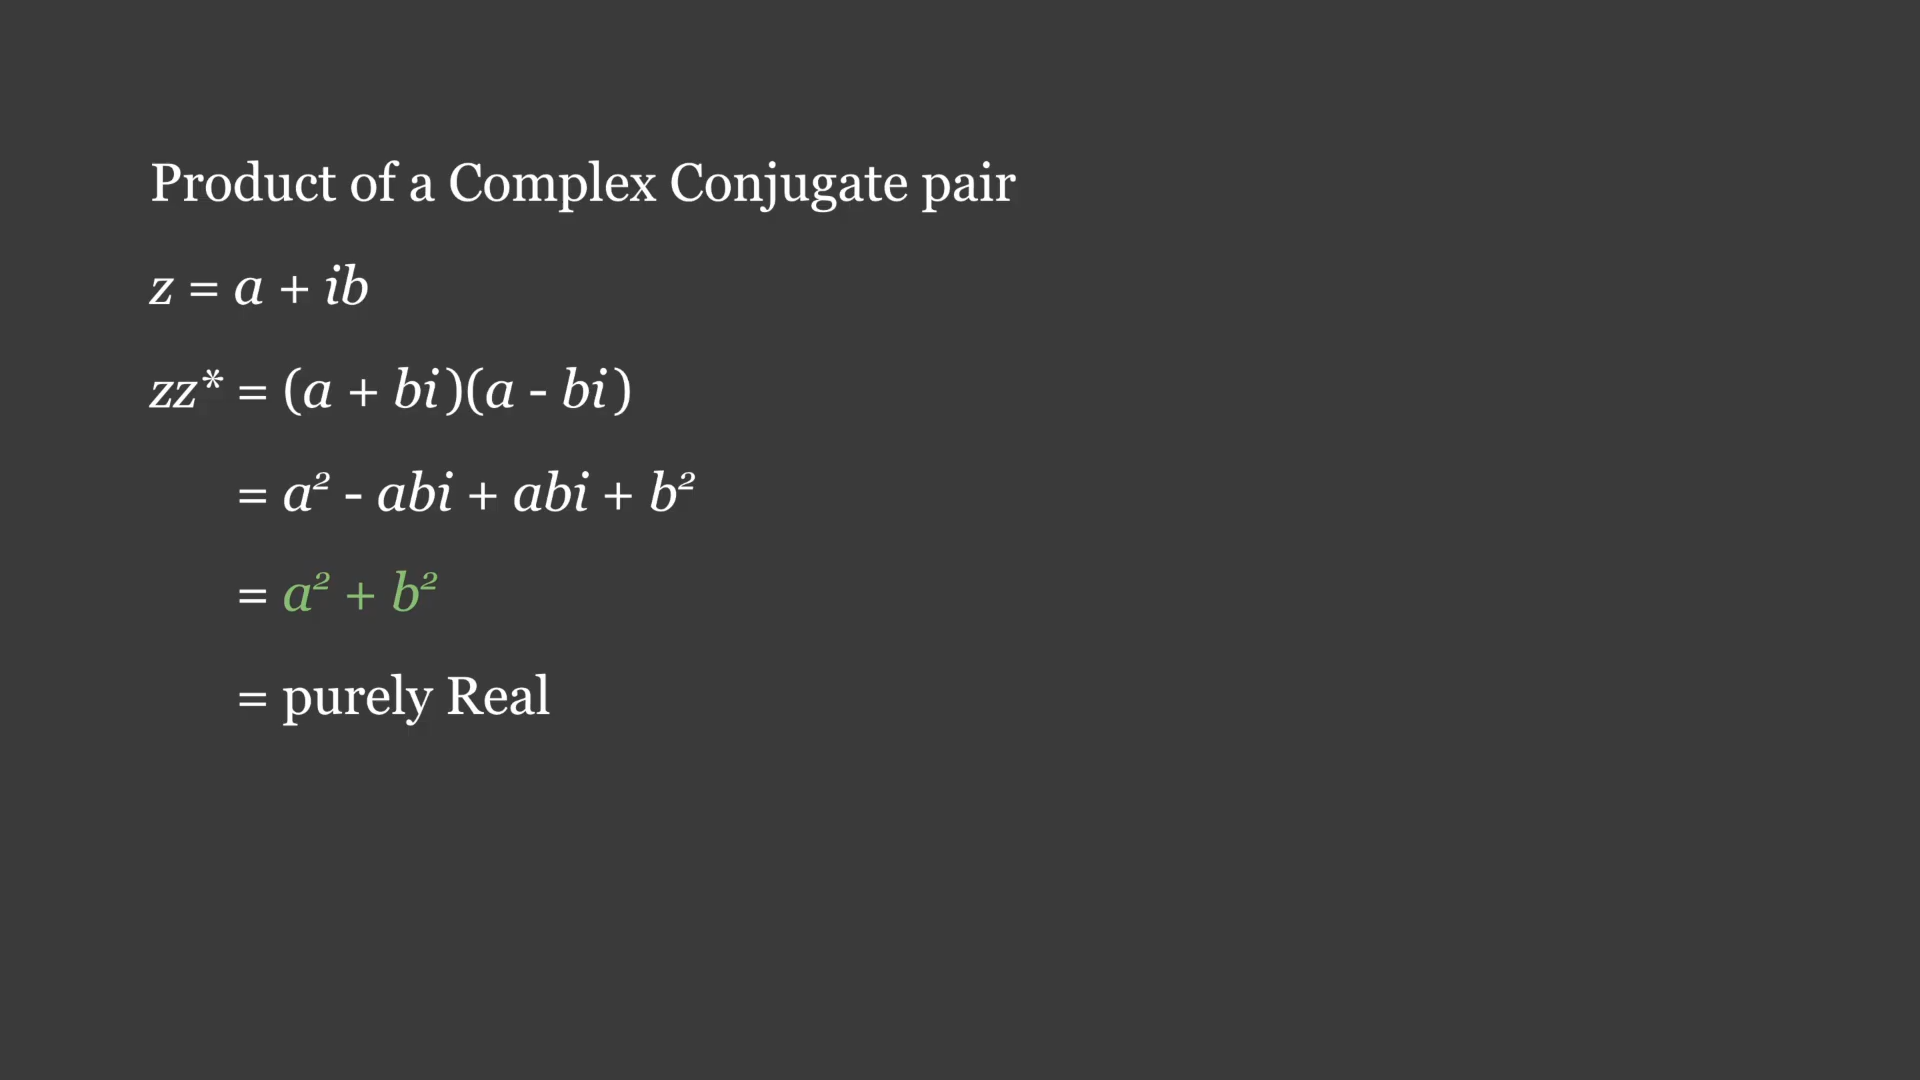 Product of a Complex Conjugate pair
z = a + ib
zz* = (a + bi)(a - bi)
= a² - abi + abi + b²
= a² + b²
= purely Real